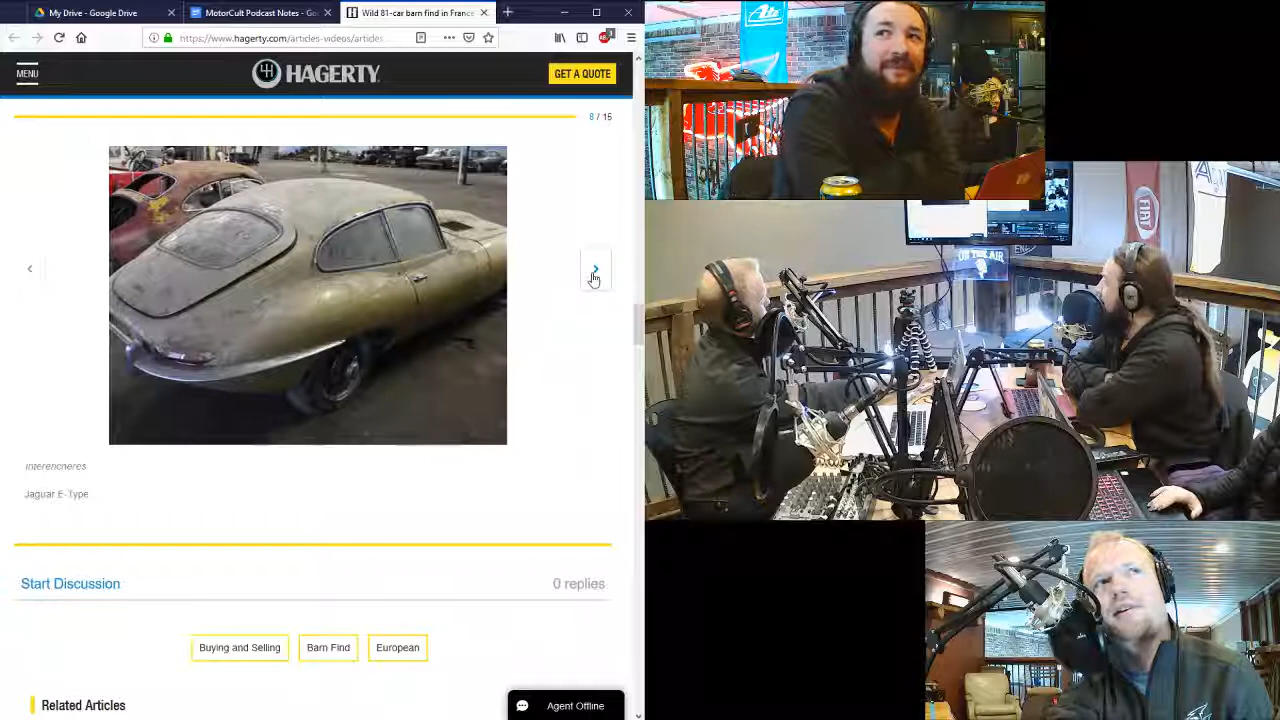 My Drive - Google Drive
MotorCult Podcast Notes - Go
Wild 81-car barn find in France
https://www.hagerty.com/articles-videos/articles
MENU
HAGERTY
GET A QUOTE
8 / 15
Interencheres
Jaguar E-Type
Start Discussion
0 replies
Buying and Selling
Barn Find
European
Related Articles
Agent Offline
Ate
FIAT
ON THE AIR